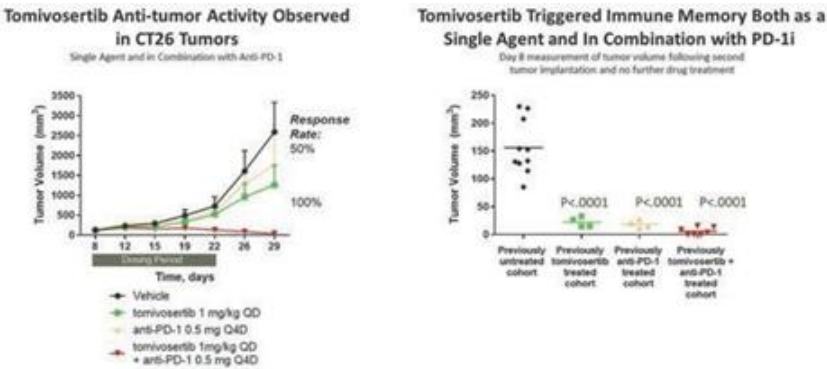 Tomivosertib Anti-tumor Activity Observed
in CT26 Tumors
Single Agent and in Combination with Anti-PD-1
Tumor Volume (mm³)
3500
3000
2500
2000
1500
1000
500
0
8 12 15 19 22 26 29
Dosing Period
Time, days
Response
Rate:
50%
100%
Vehicle
tomivosertib 1 mg/kg QD
anti-PD-1 0.5 mg Q4D
tomivosertib 1mg/kg QD
+ anti-PD-1 0.5 mg Q4D
Tomivosertib Triggered Immune Memory Both as a
Single Agent and In Combination with PD-1i
Day 8 measurement of tumor volume following second
tumor implantation and no further drug treatment
Tumor Volume (mm³)
250
200
150
100
50
0
P<.0001 P<.0001 P<.0001
Previously
untreated
cohort
Previously
tomivosertib
treated
cohort
Previously
anti-PD-1
treated
cohort
Previously
tomivosertib +
anti-PD-1
treated
cohort